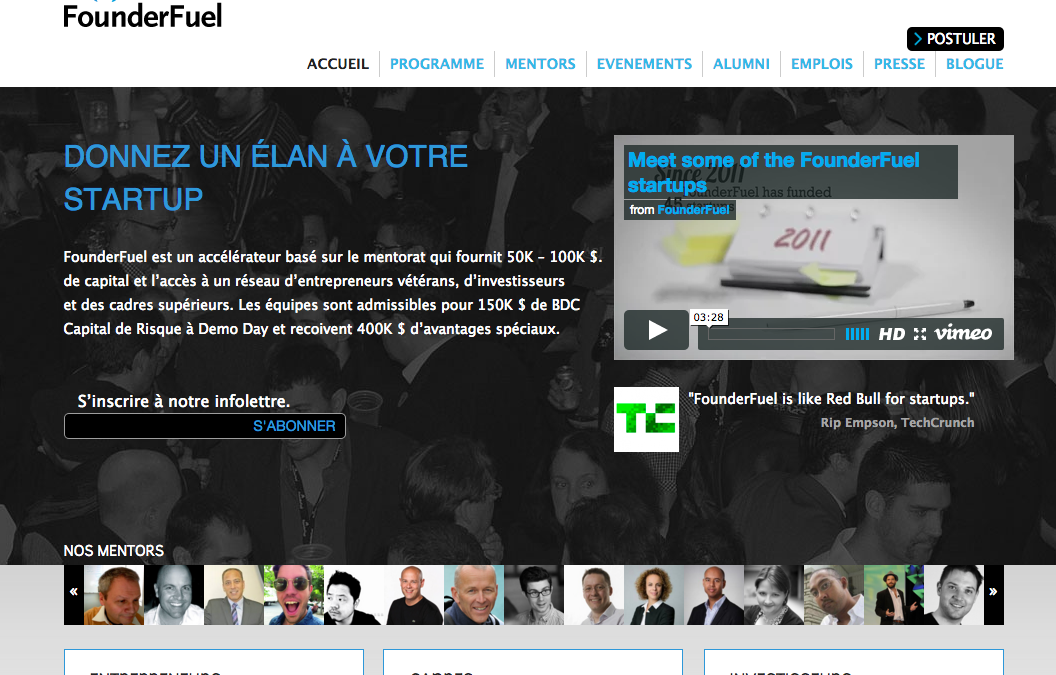 FounderFuel
POSTULER
ACCUEIL
PROGRAMME
MENTORS
EVENEMENTS
ALUMNI
EMPLOIS
PRESSE
BLOGUE
DONNEZ UN ÉLAN À VOTRE
STARTUP
FounderFuel est un accélérateur basé sur le mentorat qui fournit 50K – 100K $.
de capital et l’accès à un réseau d’entrepreneurs vétérans, d’investisseurs
et des cadres supérieurs. Les équipes sont admissibles pour 150K $ de BDC
Capital de Risque à Demo Day et recoivent 400K $ d’avantages spéciaux.
S’inscrire à notre infolettre.
S'ABONNER
Meet some of the FounderFuel
startups
from FounderFuel
Since 2011
FounderFuel has funded
startups
2011
03:28
HD
vimeo
TC
"FounderFuel is like Red Bull for startups."
Rip Empson, TechCrunch
NOS MENTORS
«
»